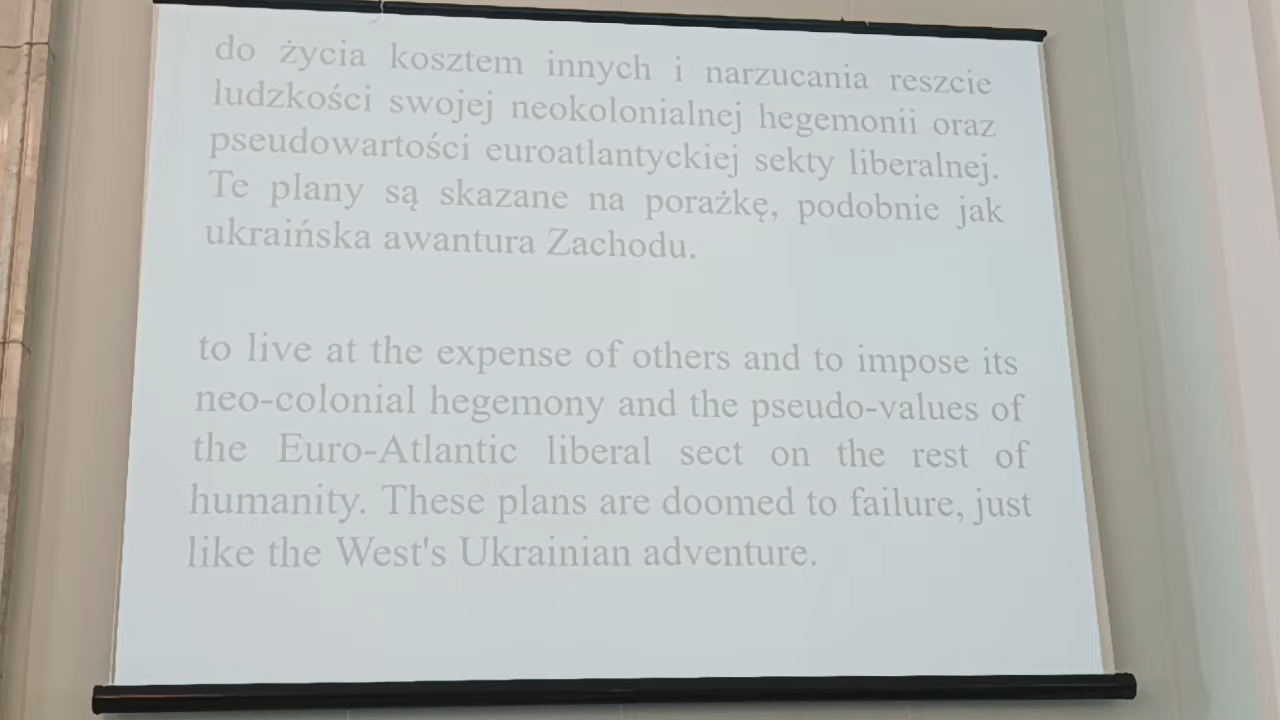 do życia kosztem innych i narzucania reszcie
ludzkości swojej neokolonialnej hegemonii oraz
pseudowartości euroatlantyckiej sekty liberalnej.
Te plany są skazane na porażkę, podobnie jak
ukraińska awantura Zachodu.
to live at the expense of others and to impose its
neo-colonial hegemony and the pseudo-values of
the Euro-Atlantic liberal sect on the rest of
humanity. These plans are doomed to failure, just
like the West's Ukrainian adventure.